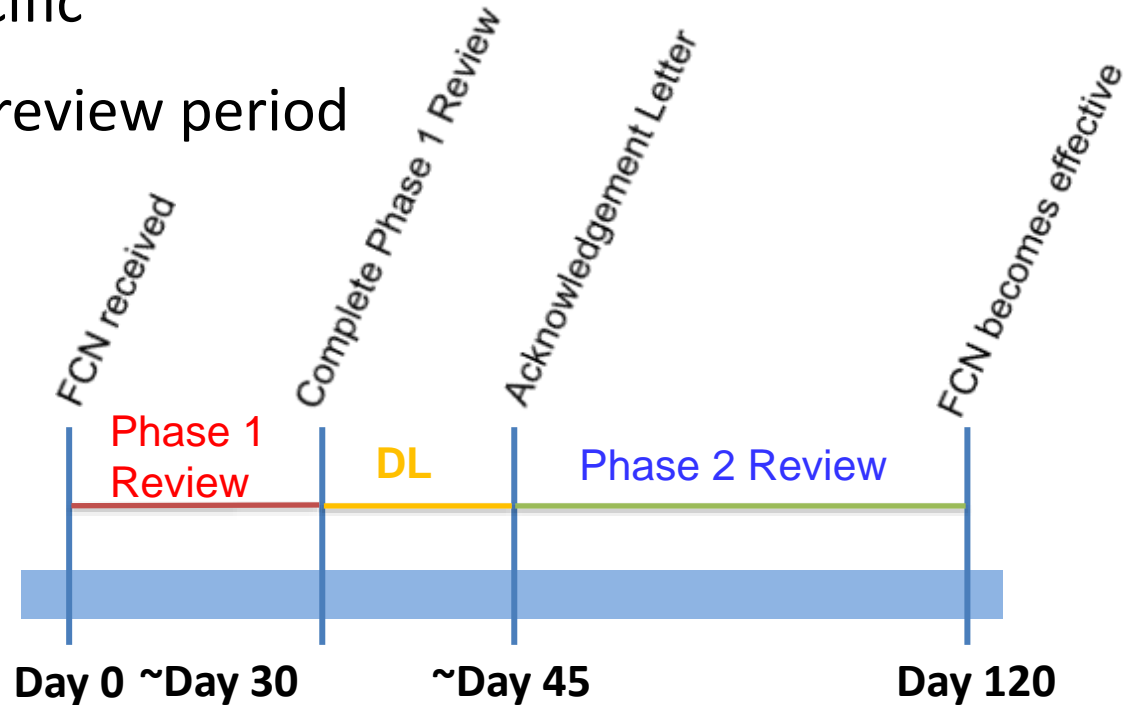 review period
FCN received
Complete Phase 1 Review
Acknowledgement Letter
FCN becomes effective
Phase 1
Review
DL
Phase 2 Review
Day 0 ~Day 30 ~Day 45 Day 120